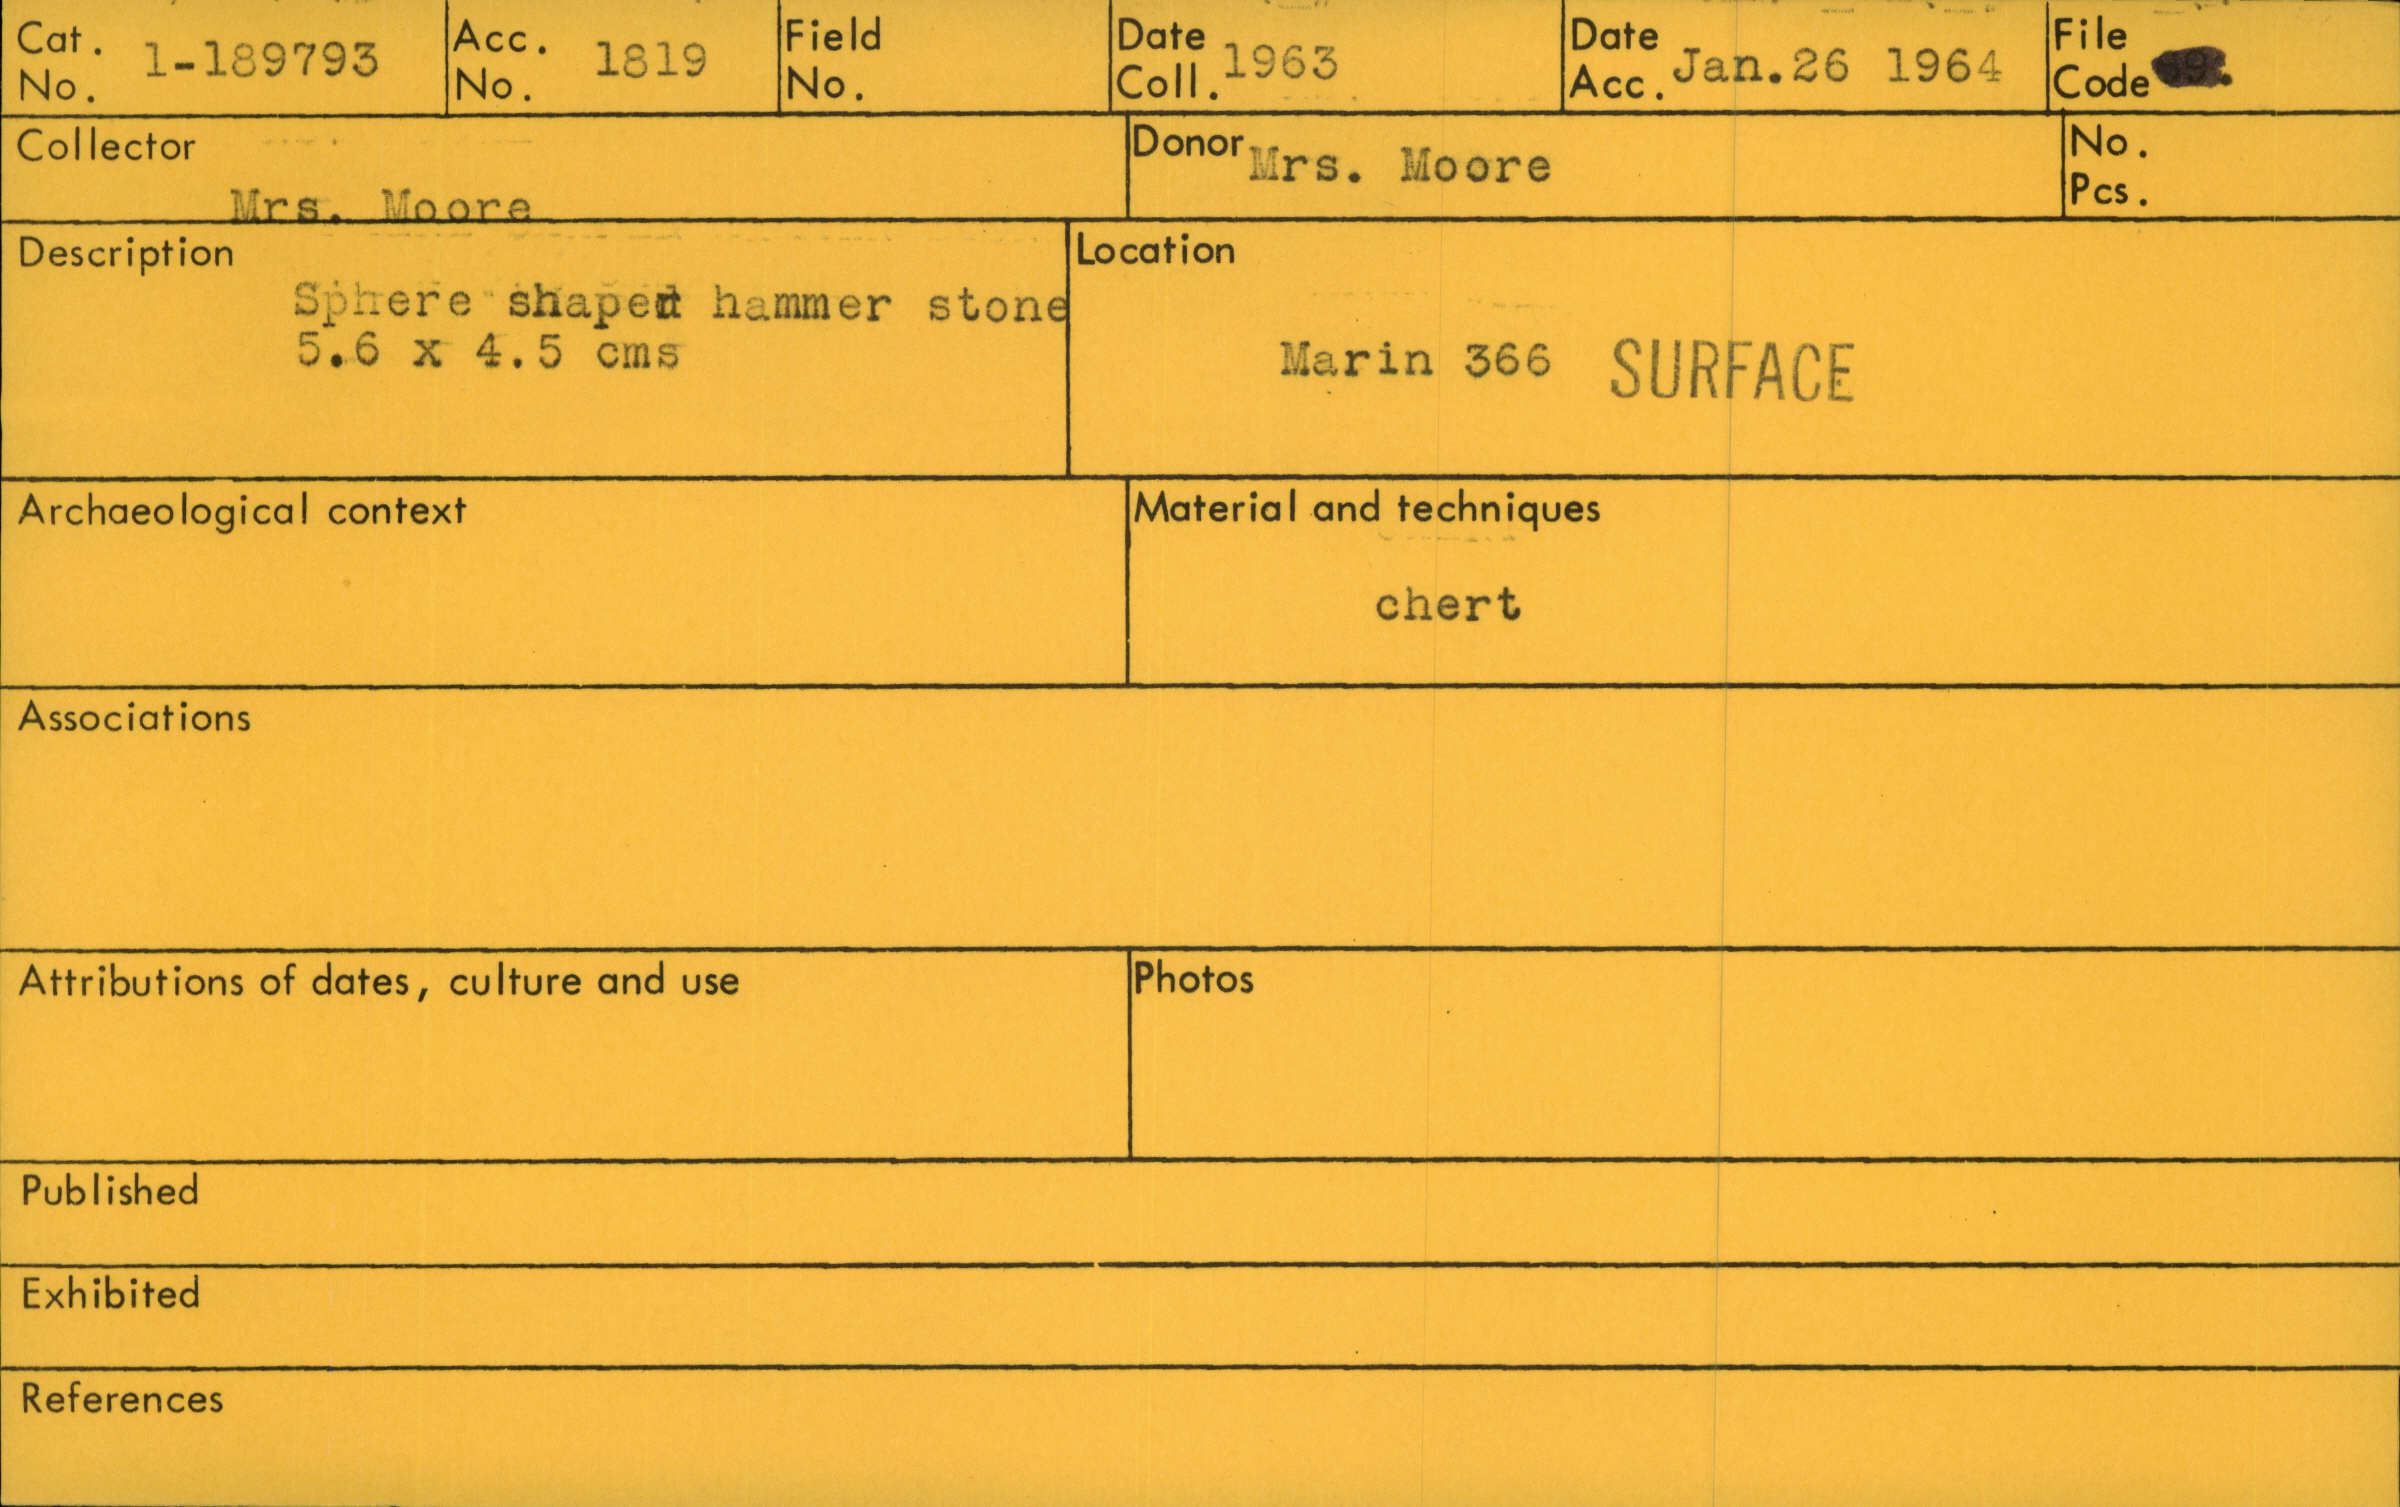 Cat. No. 1-189793
Acc. No. 1819
Field No.
Date Coll. 1963
Date Acc. Jan.26 1964
File Code
Collector
Mrs. Moore
Donor Mrs. Moore
No. Pcs.
Description
Sphere shaped hammer stone
5.6 x 4.5 cms
Location
Marin 366 SURFACE
Archaeological context
Material and techniques
chert
Associations
Attributions of dates, culture and use
Photos
Published
Exhibited
References